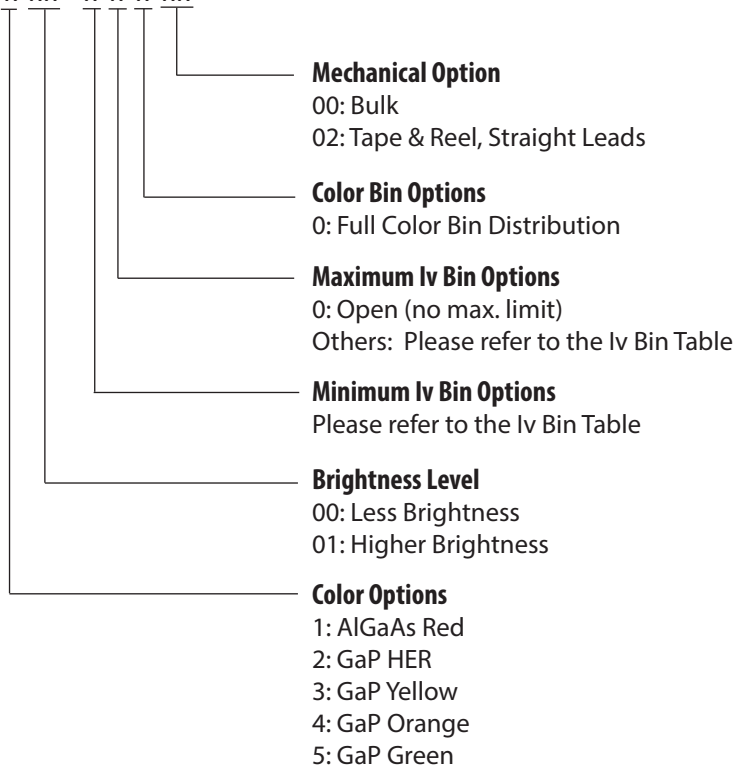 Mechanical Option
00: Bulk
02: Tape & Reel, Straight Leads
Color Bin Options
0: Full Color Bin Distribution
Maximum Iv Bin Options
0: Open (no max. limit)
Others: Please refer to the Iv Bin Table
Minimum Iv Bin Options
Please refer to the Iv Bin Table
Brightness Level
00: Less Brightness
01: Higher Brightness
Color Options
1: AlGaAs Red
2: GaP HER
3: GaP Yellow
4: GaP Orange
5: GaP Green